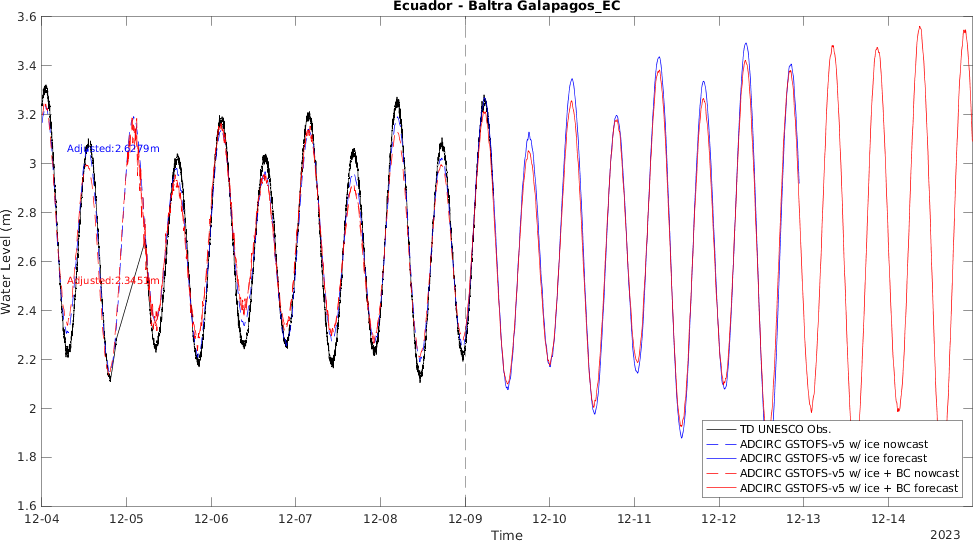 Ecuador - Baltra Galapagos_EC
3.6
3.4
3.2
3
2.8
2.6
2.4
2.2
2
1.8
1.6
Water Level (m)
Adjusted:2.6279m
Adjusted:2.3453m
TD UNESCO Obs.
ADCIRC GSTOFS-v5 w/ ice nowcast
ADCIRC GSTOFS-v5 w/ ice forecast
ADCIRC GSTOFS-v5 w/ ice + BC nowcast
ADCIRC GSTOFS-v5 w/ ice + BC forecast
12-04 12-05 12-06 12-07 12-08 12-09 12-10 12-11 12-12 12-13 12-14
Time
2023